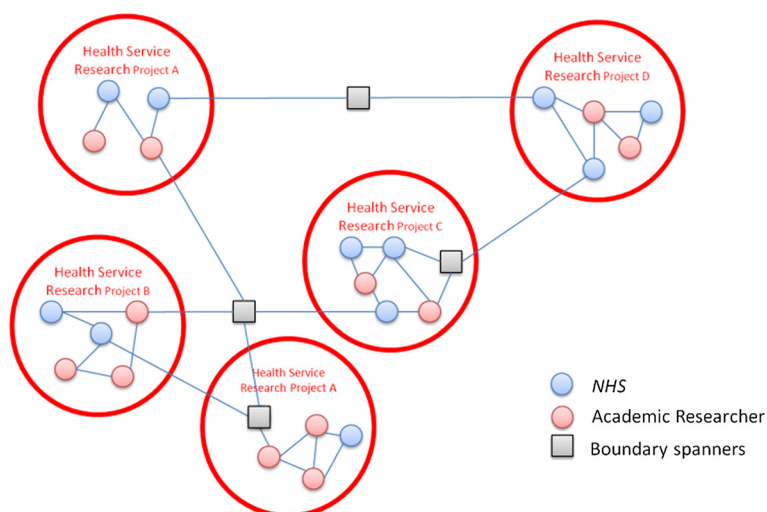 Health Service
Research Project A
Health Service
Research Project D
Health Service
Research Project C
Health Service
Research Project B
Health Service
Research Project A
NHS
Academic Researcher
Boundary spanners